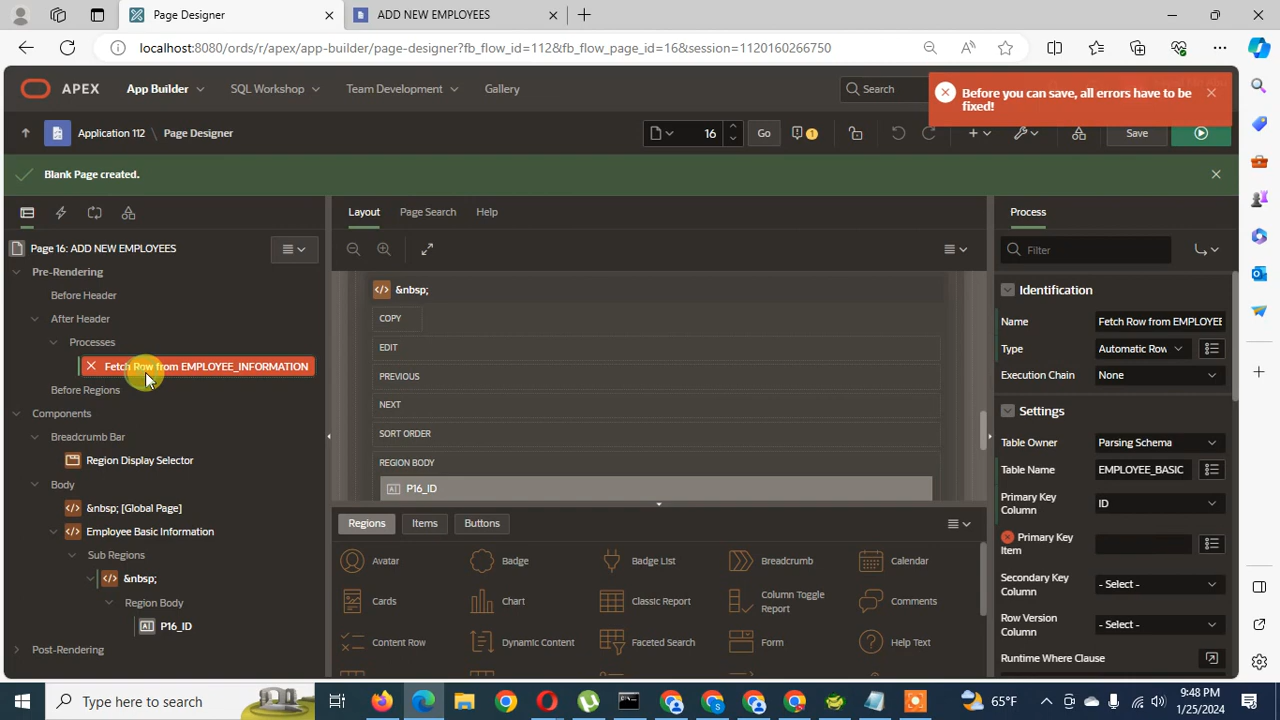 Page Designer
ADD NEW EMPLOYEES
localhost:8080/ords/r/apex/app-builder/page-designer?fb_flow_id=112&fb_flow_page_id=16&session=1120160266750
APEX
App Builder
SQL Workshop
Team Development
Gallery
Search
Before you can save, all errors have to be
fixed!
Application 112 \ Page Designer
16
Go
1
Save
Blank Page created.
Layout
Page Search
Help
Process
Page 16: ADD NEW EMPLOYEES
Filter
Pre-Rendering
Before Header
After Header
Processes
Fetch Row from EMPLOYEE_INFORMATION
Before Regions
Components
Breadcrumb Bar
Region Display Selector
Body
&nbsp; [Global Page]
Employee Basic Information
Sub Regions
&nbsp;
Region Body
P16_ID
Post-Rendering
&nbsp;
COPY
EDIT
PREVIOUS
NEXT
SORT ORDER
REGION BODY
P16_ID
Regions
Items
Buttons
Avatar
Badge
Badge List
Breadcrumb
Calendar
Cards
Chart
Classic Report
Column Toggle
Report
Comments
Content Row
Dynamic Content
Faceted Search
Form
Help Text
Identification
Name
Fetch Row from EMPLOYEE
Type
Automatic Row
Execution Chain
None
Settings
Table Owner
Parsing Schema
Table Name
EMPLOYEE_BASIC
Primary Key
Column
ID
Primary Key
Item
Secondary Key
Column
- Select -
Row Version
Column
- Select -
Runtime Where Clause
Type here to search
65°F
9:48 PM
1/25/2024